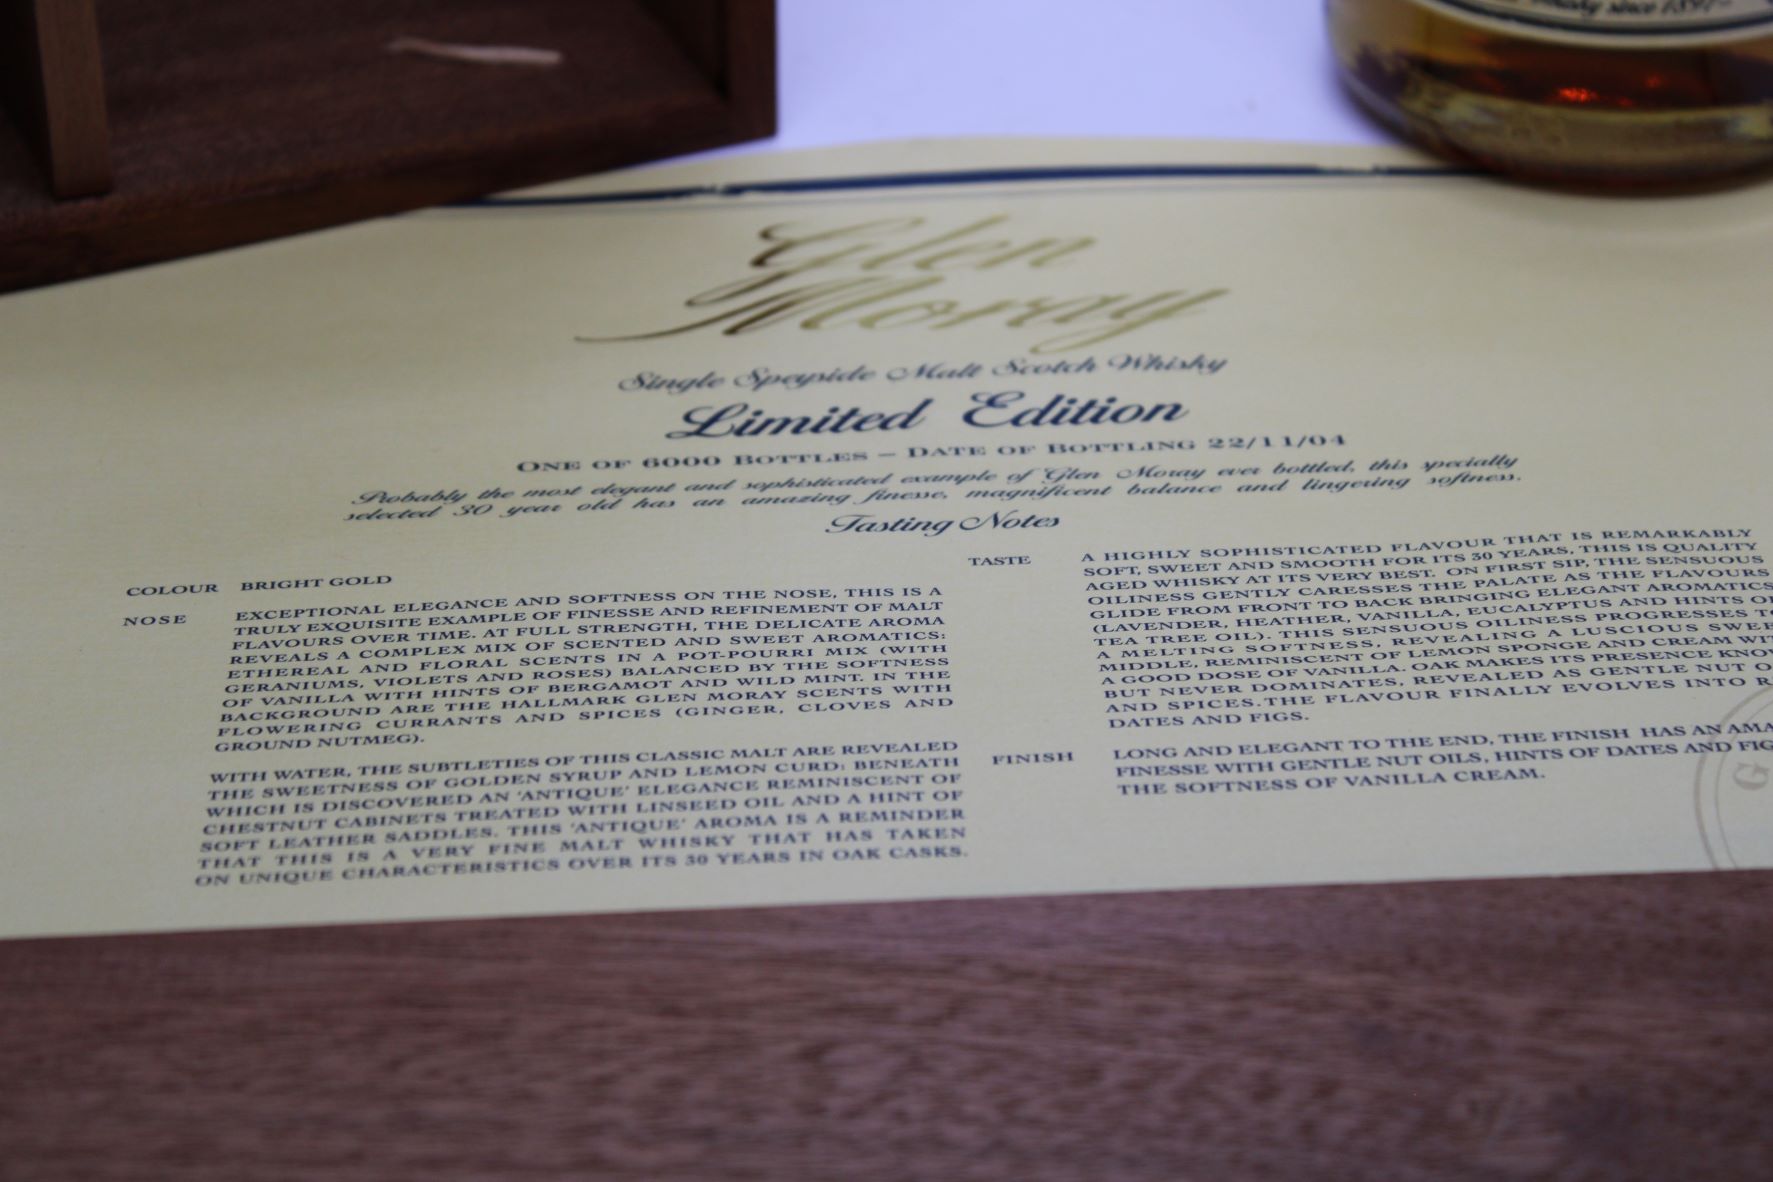 Whisky since 1897
Glen
Moray
Single Speyside Malt Scotch Whisky
Limited Edition
ONE OF 6000 BOTTLES – DATE OF BOTTLING 22/11/04
Probably the most elegant and sophisticated example of Glen Moray ever bottled, this specially
selected 30 year old has an amazing finesse, magnificent balance and lingering softness.
Tasting Notes
COLOUR BRIGHT GOLD
NOSE EXCEPTIONAL ELEGANCE AND SOFTNESS ON THE NOSE, THIS IS A
TRULY EXQUISITE EXAMPLE OF FINESSE AND REFINEMENT OF MALT
FLAVOURS OVER TIME. AT FULL STRENGTH, THE DELICATE AROMA
REVEALS A COMPLEX MIX OF SCENTED AND SWEET AROMATICS:
ETHEREAL AND FLORAL SCENTS IN A POT-POURRI MIX (WITH
GERANIUMS, VIOLETS AND ROSES) BALANCED BY THE SOFTNESS
OF VANILLA WITH HINTS OF BERGAMOT AND WILD MINT. IN THE
BACKGROUND ARE THE HALLMARK GLEN MORAY SCENTS WITH
FLOWERING CURRANTS AND SPICES (GINGER, CLOVES AND
GROUND NUTMEG).
WITH WATER, THE SUBTLETIES OF THIS CLASSIC MALT ARE REVEALED
THE SWEETNESS OF GOLDEN SYRUP AND LEMON CURD: BENEATH
WHICH IS DISCOVERED AN 'ANTIQUE' ELEGANCE REMINISCENT OF
CHESTNUT CABINETS TREATED WITH LINSEED OIL AND A HINT OF
SOFT LEATHER SADDLES. THIS 'ANTIQUE' AROMA IS A REMINDER
THAT THIS IS A VERY FINE MALT WHISKY THAT HAS TAKEN
ON UNIQUE CHARACTERISTICS OVER ITS 30 YEARS IN OAK CASKS.
TASTE A HIGHLY SOPHISTICATED FLAVOUR THAT IS REMARKABLY
SOFT, SWEET AND SMOOTH FOR ITS 30 YEARS, THIS IS QUALITY
AGED WHISKY AT ITS VERY BEST. ON FIRST SIP, THE SENSUOUS
OILINESS GENTLY CARESSES THE PALATE AS THE FLAVOURS
GLIDE FROM FRONT TO BACK BRINGING ELEGANT AROMATICS
(LAVENDER, HEATHER, VANILLA, EUCALYPTUS AND HINTS OF
TEA TREE OIL). THIS SENSUOUS OILINESS PROGRESSES T
A MELTING SOFTNESS, REVEALING A LUSCIOUS SWEE
MIDDLE, REMINISCENT OF LEMON SPONGE AND CREAM WIT
A GOOD DOSE OF VANILLA. OAK MAKES ITS PRESENCE KNOW
BUT NEVER DOMINATES, REVEALED AS GENTLE NUT O
AND SPICES. THE FLAVOUR FINALLY EVOLVES INTO R
DATES AND FIGS.
FINISH LONG AND ELEGANT TO THE END, THE FINISH HAS AN AMA
FINESSE WITH GENTLE NUT OILS, HINTS OF DATES AND FIG
THE SOFTNESS OF VANILLA CREAM.
G